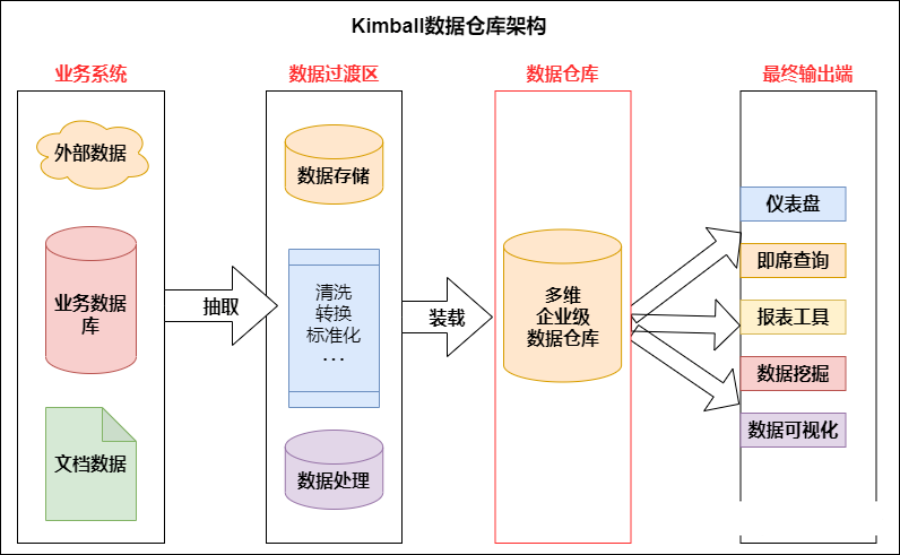 Kimball数据仓库架构
业务系统
外部数据
业务数据
库
文档数据
抽取
数据过渡区
数据存储
清洗
转换
标准化
...
数据处理
装载
数据仓库
多维
企业级
数据仓库
最终输出端
仪表盘
即席查询
报表工具
数据挖掘
数据可视化